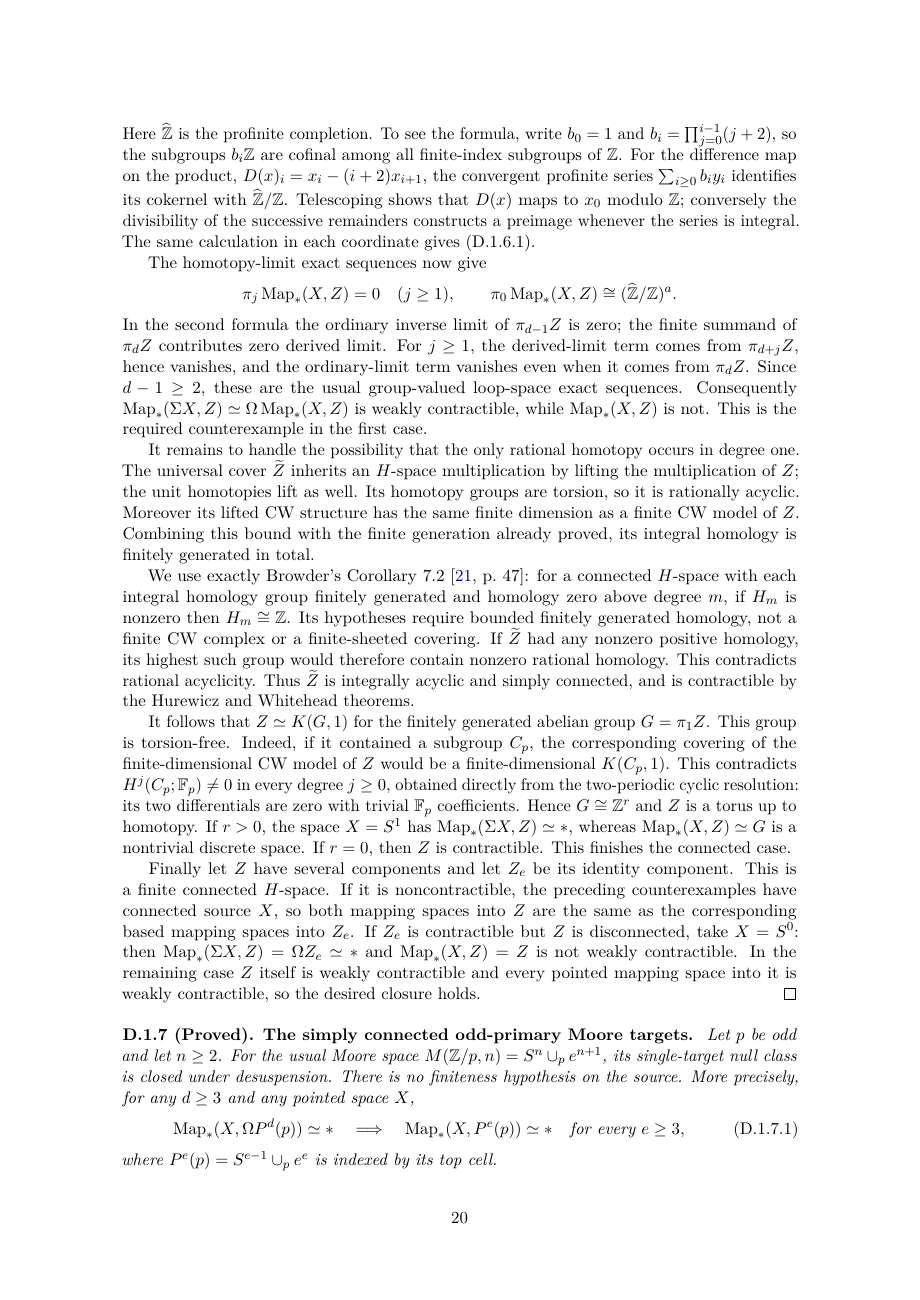 Here $\widehat{\mathbb{Z}}$ is the profinite completion. To see the formula, write $b_0 = 1$ and $b_i = \prod_{j=0}^{i-1}(j + 2)$, so
the subgroups $b_i\mathbb{Z}$ are cofinal among all finite-index subgroups of $\mathbb{Z}$. For the difference map
on the product, $D(x)_i = x_i - (i + 2)x_{i+1}$, the convergent profinite series $\sum_{i\geq 0} b_i y_i$ identifies
its cokernel with $\widehat{\mathbb{Z}}/\mathbb{Z}$. Telescoping shows that $D(x)$ maps to $x_0$ modulo $\mathbb{Z}$; conversely the
divisibility of the successive remainders constructs a preimage whenever the series is integral.
The same calculation in each coordinate gives (D.1.6.1).
The homotopy-limit exact sequences now give
$\pi_j \operatorname{Map}_*(X, Z) = 0 \quad (j \geq 1), \qquad \pi_0 \operatorname{Map}_*(X, Z) \cong (\widehat{\mathbb{Z}}/\mathbb{Z})^a.$
In the second formula the ordinary inverse limit of $\pi_{d-1}Z$ is zero; the finite summand of
$\pi_d Z$ contributes zero derived limit. For $j \geq 1$, the derived-limit term comes from $\pi_{d+j}Z$,
hence vanishes, and the ordinary-limit term vanishes even when it comes from $\pi_d Z$. Since
$d - 1 \geq 2$, these are the usual group-valued loop-space exact sequences. Consequently
$\operatorname{Map}_*(\Sigma X, Z) \simeq \Omega \operatorname{Map}_*(X, Z)$ is weakly contractible, while $\operatorname{Map}_*(X, Z)$ is not. This is the
required counterexample in the first case.
It remains to handle the possibility that the only rational homotopy occurs in degree one.
The universal cover $\widetilde{Z}$ inherits an $H$-space multiplication by lifting the multiplication of $Z$;
the unit homotopies lift as well. Its homotopy groups are torsion, so it is rationally acyclic.
Moreover its lifted CW structure has the same finite dimension as a finite CW model of $Z$.
Combining this bound with the finite generation already proved, its integral homology is
finitely generated in total.
We use exactly Browder's Corollary 7.2 [21, p. 47]: for a connected $H$-space with each
integral homology group finitely generated and homology zero above degree $m$, if $H_m$ is
nonzero then $H_m \cong \mathbb{Z}$. Its hypotheses require bounded finitely generated homology, not a
finite CW complex or a finite-sheeted covering. If $\widetilde{Z}$ had any nonzero positive homology,
its highest such group would therefore contain nonzero rational homology. This contradicts
rational acyclicity. Thus $\widetilde{Z}$ is integrally acyclic and simply connected, and is contractible by
the Hurewicz and Whitehead theorems.
It follows that $Z \simeq K(G, 1)$ for the finitely generated abelian group $G = \pi_1 Z$. This group
is torsion-free. Indeed, if it contained a subgroup $C_p$, the corresponding covering of the
finite-dimensional CW model of $Z$ would be a finite-dimensional $K(C_p, 1)$. This contradicts
$H^j(C_p; \mathbb{F}_p) \neq 0$ in every degree $j \geq 0$, obtained directly from the two-periodic cyclic resolution:
its two differentials are zero with trivial $\mathbb{F}_p$ coefficients. Hence $G \cong \mathbb{Z}^r$ and $Z$ is a torus up to
homotopy. If $r > 0$, the space $X = S^1$ has $\operatorname{Map}_*(\Sigma X, Z) \simeq *$, whereas $\operatorname{Map}_*(X, Z) \simeq G$ is a
nontrivial discrete space. If $r = 0$, then $Z$ is contractible. This finishes the connected case.
Finally let $Z$ have several components and let $Z_e$ be its identity component. This is
a finite connected $H$-space. If it is noncontractible, the preceding counterexamples have
connected source $X$, so both mapping spaces into $Z$ are the same as the corresponding
based mapping spaces into $Z_e$. If $Z_e$ is contractible but $Z$ is disconnected, take $X = S^0$:
then $\operatorname{Map}_*(\Sigma X, Z) = \Omega Z_e \simeq *$ and $\operatorname{Map}_*(X, Z) = Z$ is not weakly contractible. In the
remaining case $Z$ itself is weakly contractible and every pointed mapping space into it is
weakly contractible, so the desired closure holds. □
D.1.7 (Proved). The simply connected odd-primary Moore targets. Let $p$ be odd
and let $n \geq 2$. For the usual Moore space $M(\mathbb{Z}/p, n) = S^n \cup_p e^{n+1}$, its single-target null class
is closed under desuspension. There is no finiteness hypothesis on the source. More precisely,
for any $d \geq 3$ and any pointed space $X$,
$\operatorname{Map}_*(X, \Omega P^d(p)) \simeq * \quad \Longrightarrow \quad \operatorname{Map}_*(X, P^e(p)) \simeq * \quad$ for every $e \geq 3$, (D.1.7.1)
where $P^e(p) = S^{e-1} \cup_p e^e$ is indexed by its top cell.
20